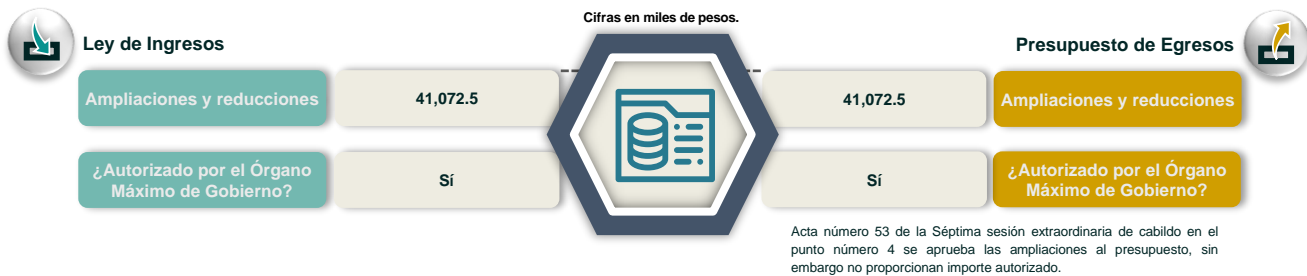 Cifras en miles de pesos.
Ley de Ingresos
Presupuesto de Egresos
Ampliaciones y reducciones
41,072.5
41,072.5
Ampliaciones y reducciones
¿Autorizado por el Órgano
Máximo de Gobierno?
Sí
Sí
¿Autorizado por el Órgano
Máximo de Gobierno?
Acta número 53 de la Séptima sesión extraordinaria de cabildo en el
punto número 4 se aprueba las ampliaciones al presupuesto, sin
embargo no proporcionan importe autorizado.